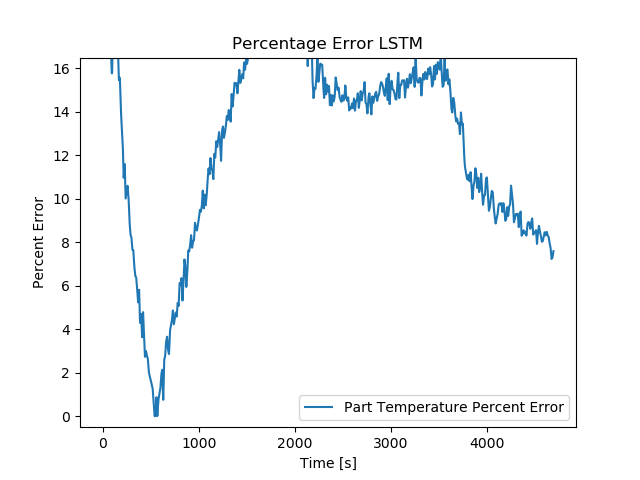 Percentage Error LSTM
Percent Error
16
14
12
10
8
6
4
2
0
Part Temperature Percent Error
0 1000 2000 3000 4000
Time [s]